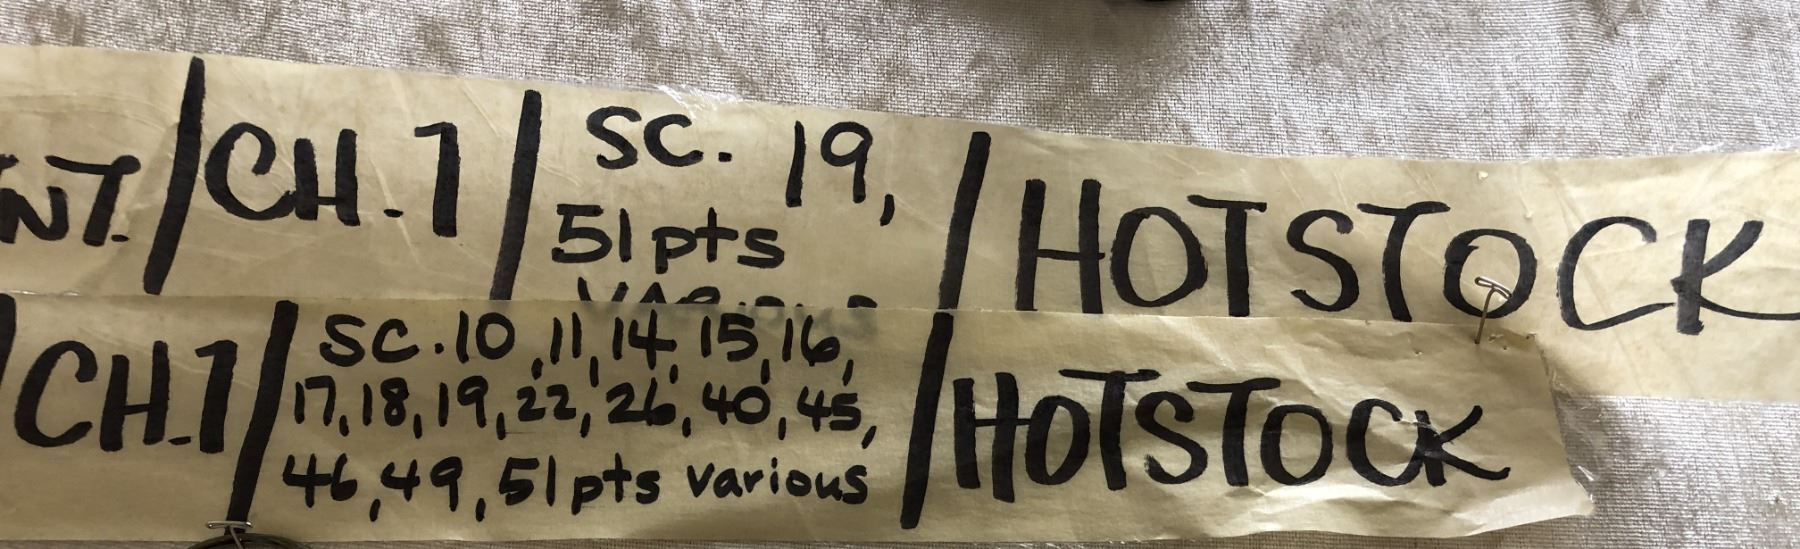 NT. / CH. 1 / SC. 19, / HOTSTOCK
51 pts
VARIOUS
/ CH.1 / SC. 10, 11, 14, 15, 16, / HOTSTOCK
17, 18, 19, 22, 26, 40, 45,
46, 49, 51 pts various